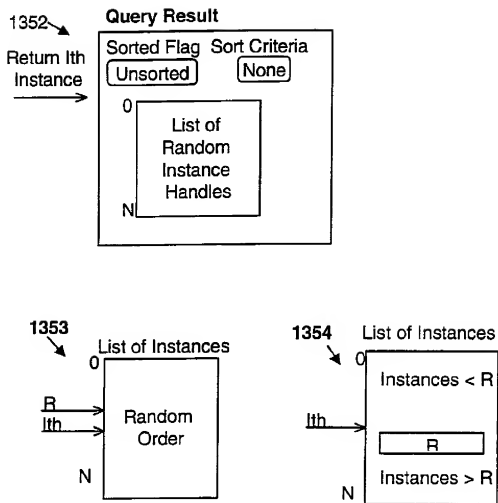 Query Result
1352
Return Ith
Instance
Sorted Flag Sort Criteria
Unsorted None
0
List of
Random
Instance
Handles
N
1353
List of Instances
0
R
Ith
Random
Order
N
1354
List of Instances
0
Instances < R
Ith
R
Instances > R
N